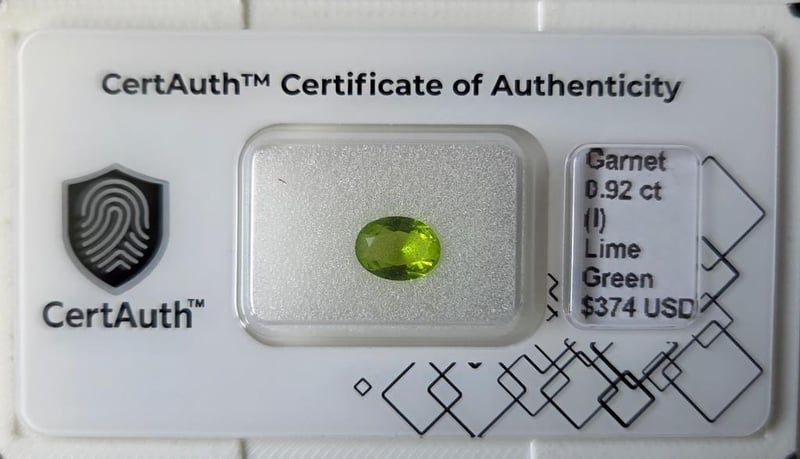 CertAuth™ Certificate of Authenticity
CertAuth™
Garnet
0.92 ct
(I)
Lime
Green
$374 USD